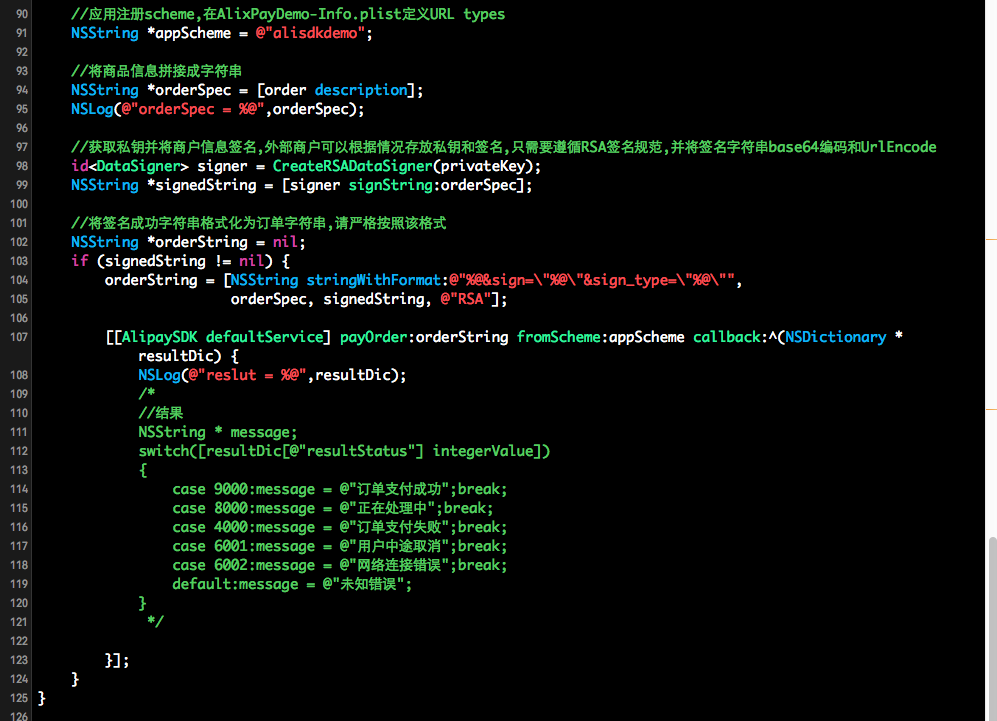 90 //应用注册scheme,在AlixPayDemo-Info.plist定义URL types
91 NSString *appScheme = @"alisdkdemo";
92
93 //将商品信息拼接成字符串
94 NSString *orderSpec = [order description];
95 NSLog(@"orderSpec = %@",orderSpec);
96
97 //获取私钥并将商户信息签名,外部商户可以根据情况存放私钥和签名,只需要遵循RSA签名规范,并将签名字符串base64编码和UrlEncode
98 id<DataSigner> signer = CreateRSADataSigner(privateKey);
99 NSString *signedString = [signer signString:orderSpec];
100
101 //将签名成功字符串格式化为订单字符串,请严格按照该格式
102 NSString *orderString = nil;
103 if (signedString != nil) {
104 orderString = [NSString stringWithFormat:@"%@&sign=\"%@\"&sign_type=\"%@\"",
105 orderSpec, signedString, @"RSA"];
106
107 [[AlipaySDK defaultService] payOrder:orderString fromScheme:appScheme callback:^(NSDictionary *
resultDic) {
108 NSLog(@"reslut = %@",resultDic);
109 /*
110 //结果
111 NSString * message;
112 switch([resultDic[@"resultStatus"] integerValue])
113 {
114 case 9000:message = @"订单支付成功";break;
115 case 8000:message = @"正在处理中";break;
116 case 4000:message = @"订单支付失败";break;
117 case 6001:message = @"用户中途取消";break;
118 case 6002:message = @"网络连接错误";break;
119 default:message = @"未知错误";
120 }
121 */
122
123 }];
124 }
125 }
126